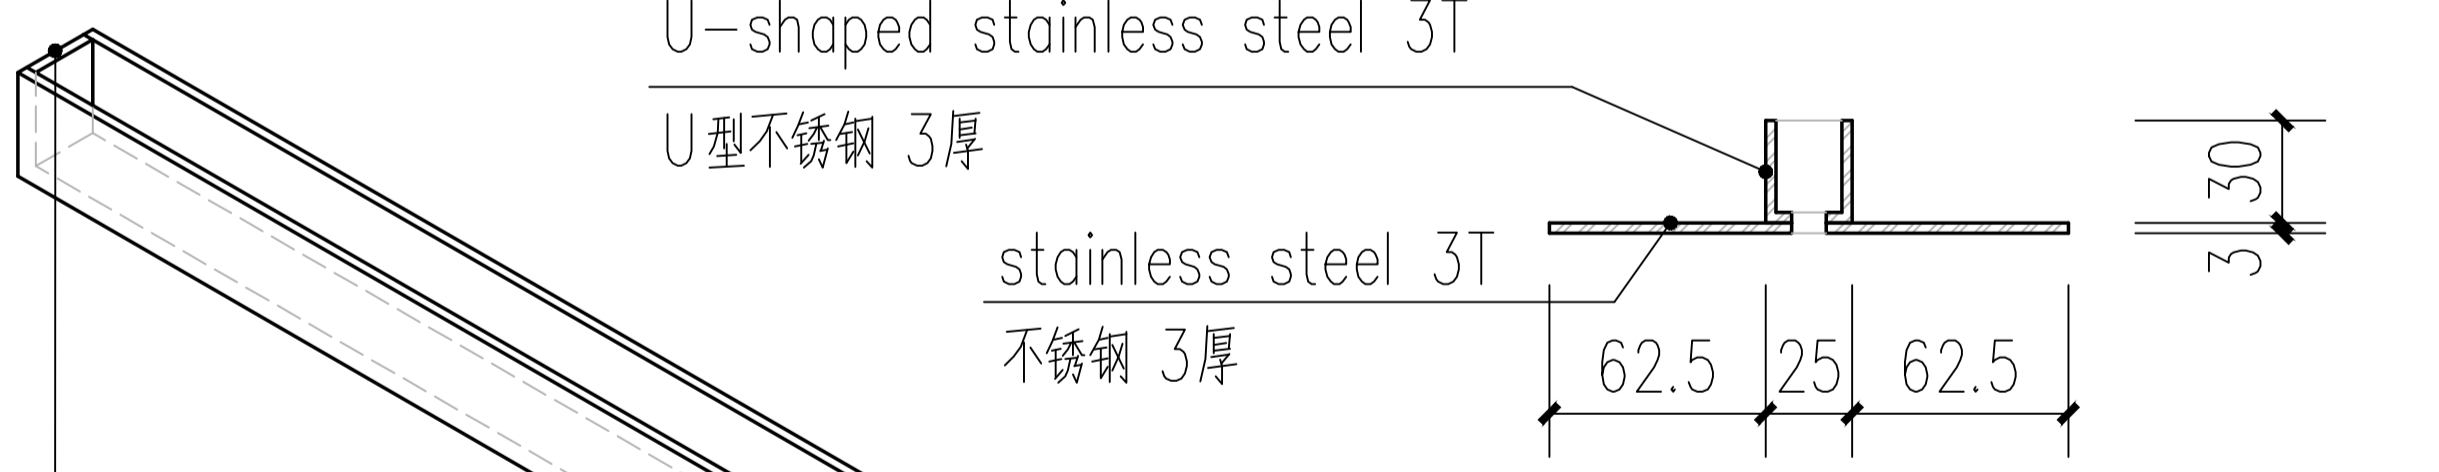 U-shaped stainless steel 3T
U型不锈钢 3厚
stainless steel 3T
不锈钢 3厚
30
3
62.5 25 62.5